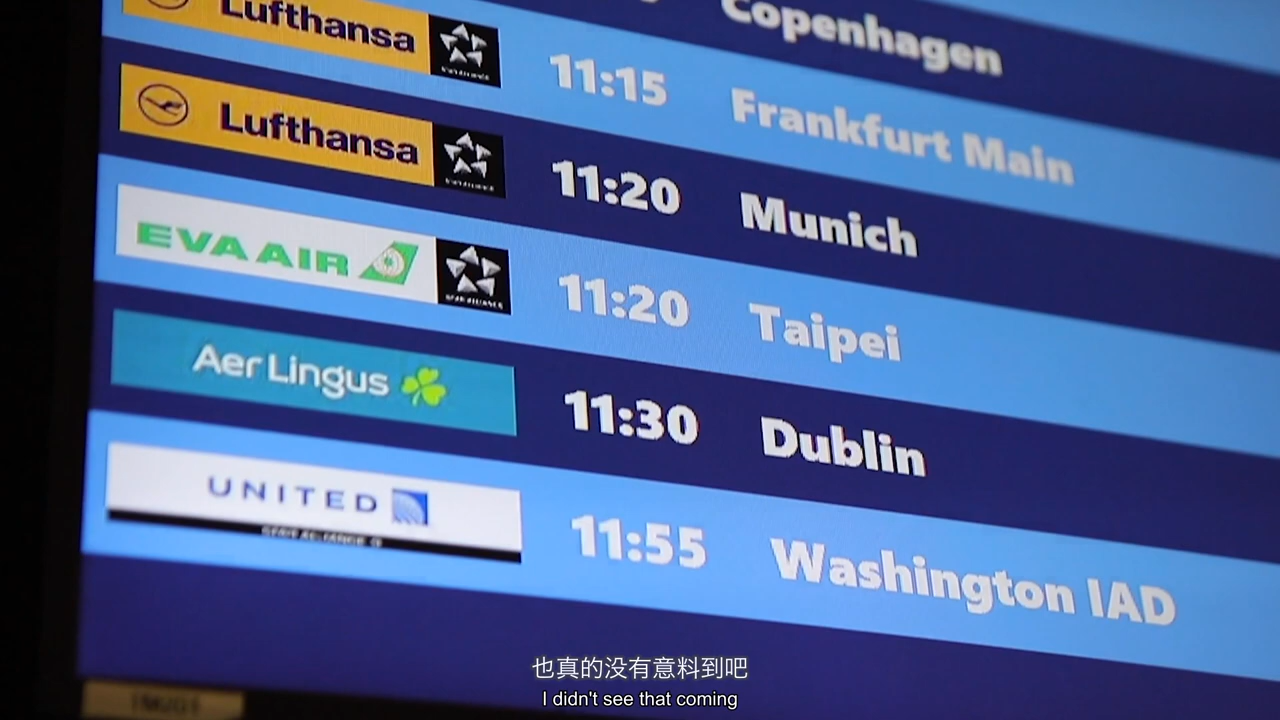 Copenhagen
Lufthansa 11:15 Frankfurt Main
Lufthansa 11:20 Munich
EVA AIR STAR ALLIANCE 11:20 Taipei
Aer Lingus 11:30 Dublin
UNITED 11:55 Washington IAD
也真的没有意料到吧
I didn't see that coming